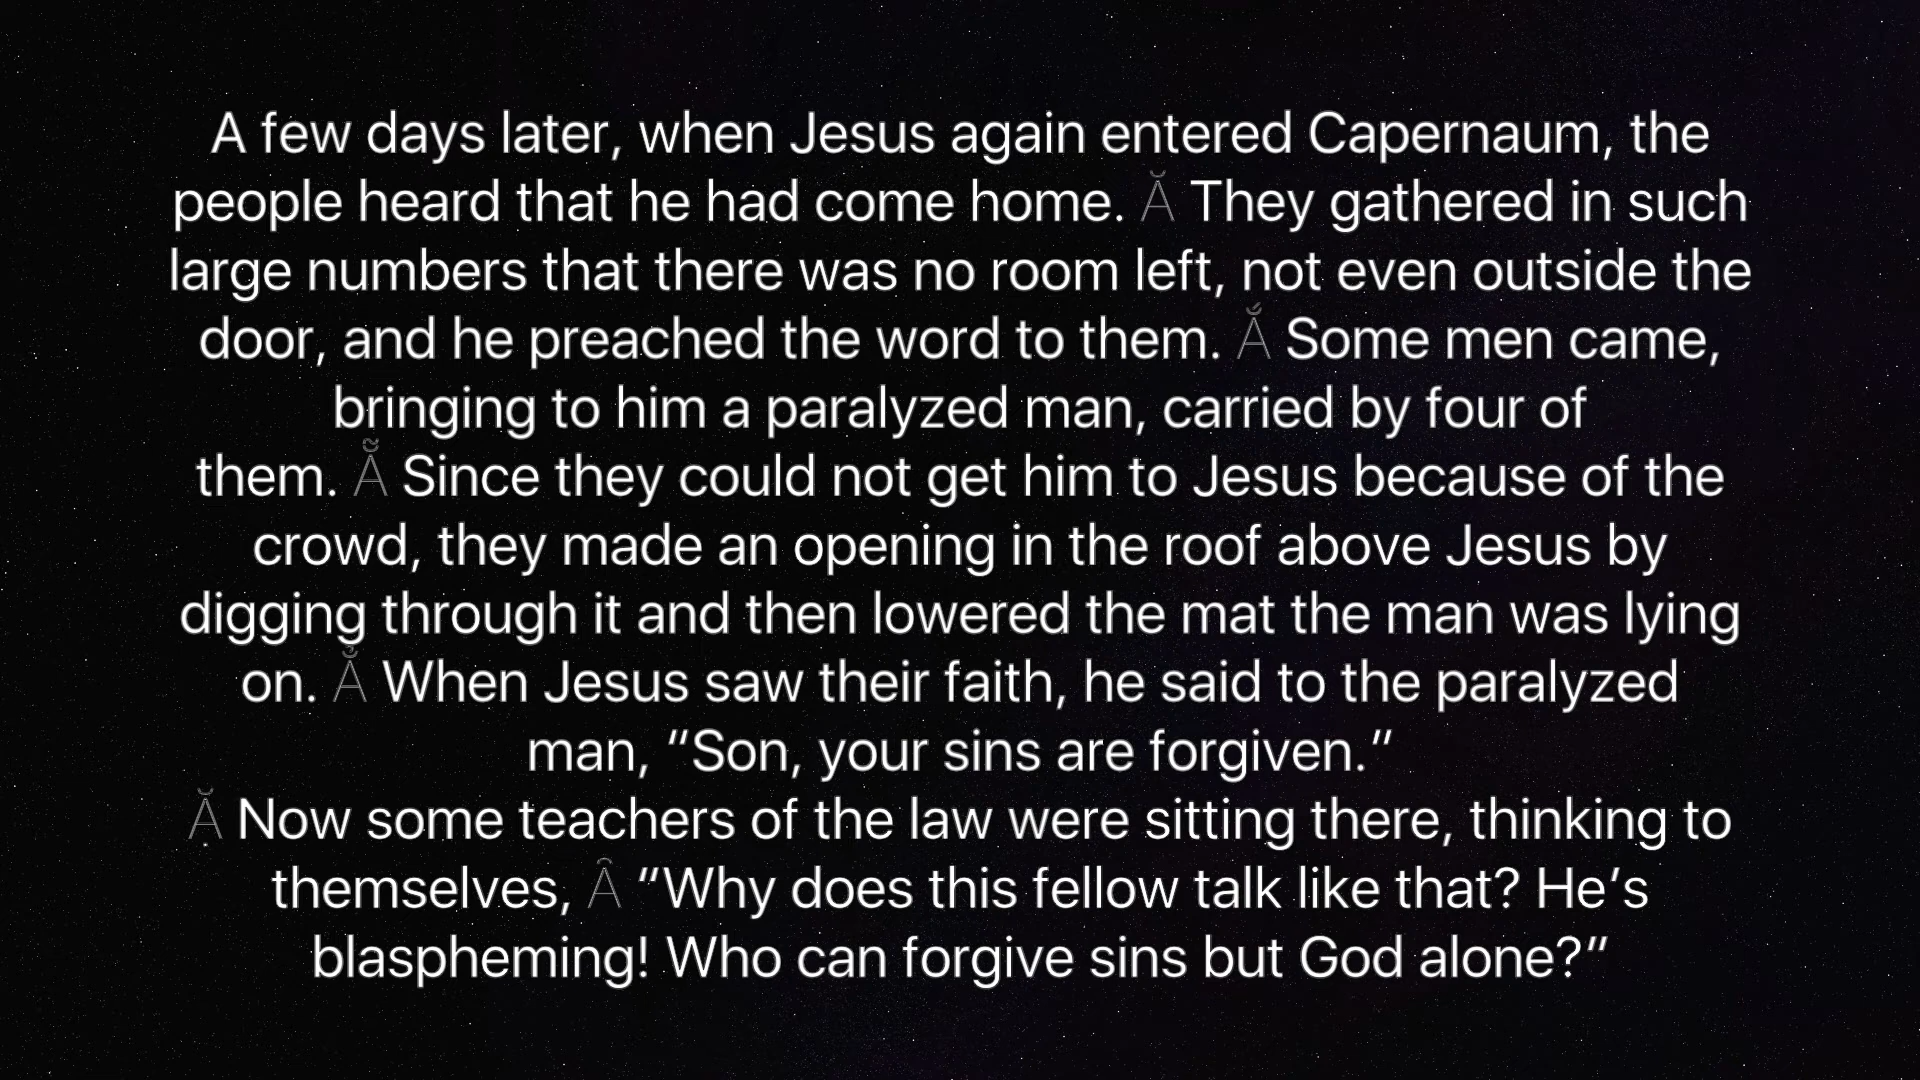 A few days later, when Jesus again entered Capernaum, the
people heard that he had come home. Ă They gathered in such
large numbers that there was no room left, not even outside the
door, and he preached the word to them. Ắ Some men came,
bringing to him a paralyzed man, carried by four of
them. Ẵ Since they could not get him to Jesus because of the
crowd, they made an opening in the roof above Jesus by
digging through it and then lowered the mat the man was lying
on. Ẳ When Jesus saw their faith, he said to the paralyzed
man, “Son, your sins are forgiven.”
Ặ Now some teachers of the law were sitting there, thinking to
themselves, Ȃ “Why does this fellow talk like that? He’s
blaspheming! Who can forgive sins but God alone?”